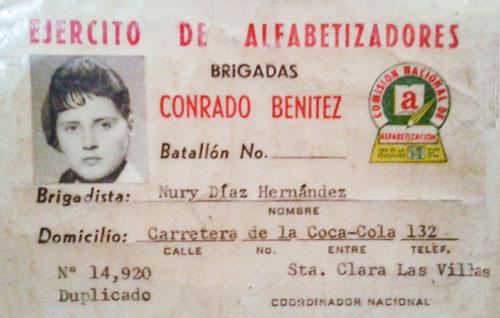 EJERCITO DE ALFABETIZADORES
BRIGADAS
CONRADO BENITEZ
COMISION NACIONAL DE
a
ALFABETIZACIÓN
Batallón No.
Brigadista: Nury Díaz Hernández
NOMBRE
Domicilio: Carretera de la Coca-Cola 132
CALLE No. ENTRE TELEF.
Nº 14,920 Sta. Clara Las Villas
Duplicado
COORDINADOR NACIONAL